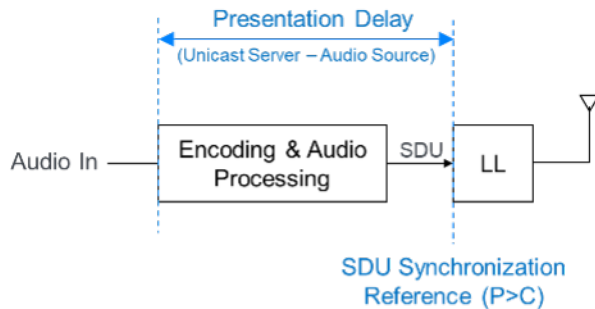 Presentation Delay
(Unicast Server – Audio Source)
Audio In
Encoding & Audio
Processing
SDU
LL
SDU Synchronization
Reference (P>C)